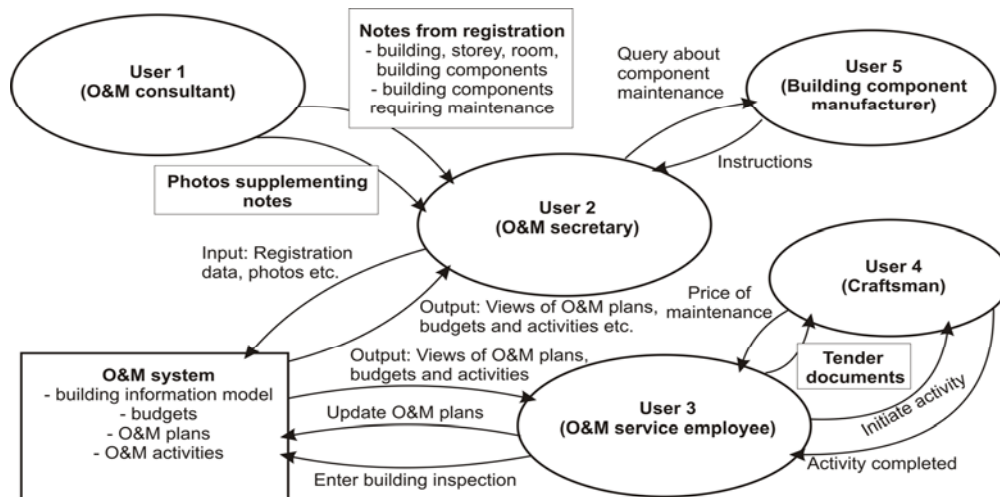 User 1
(O&M consultant)
Notes from registration
- building, storey, room,
building components
- building components
requiring maintenance
Query about
component
maintenance
User 5
(Building component
manufacturer)
Instructions
Photos supplementing
notes
User 2
(O&M secretary)
Input: Registration
data, photos etc.
Output: Views of O&M plans,
budgets and activities etc.
User 4
(Craftsman)
Price of
maintenance
Tender
documents
O&M system
- building information model
- budgets
- O&M plans
- O&M activities
Output: Views of O&M plans,
budgets and activities
Update O&M plans
Enter building inspection
User 3
(O&M service employee)
Initiate activity
Activity completed